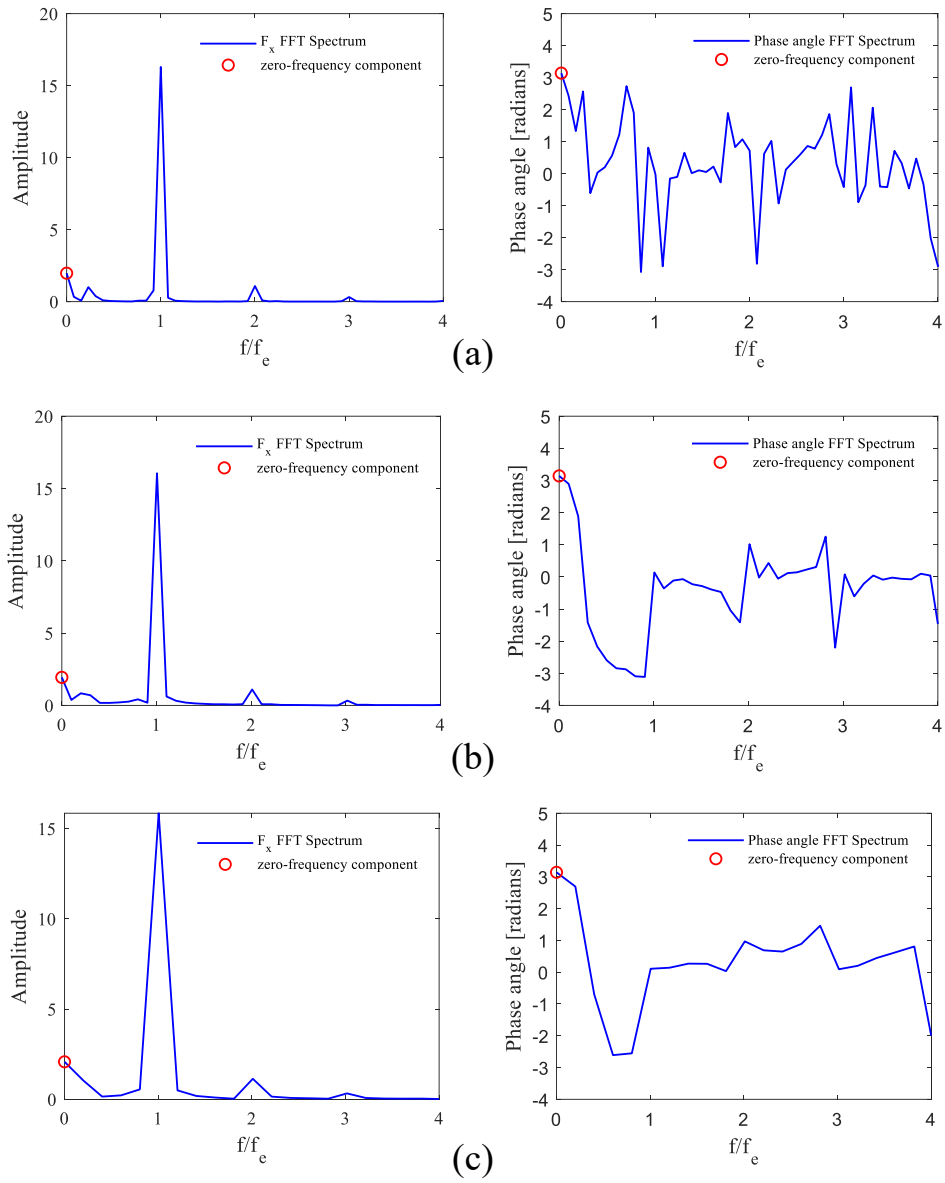 20
15
10
5
0
Amplitude
F_x FFT Spectrum
zero-frequency component
0 1 2 3 4
f/f_e
5
4
3
2
1
0
-1
-2
-3
-4
Phase angle [radians]
Phase angle FFT Spectrum
zero-frequency component
0 1 2 3 4
f/f_e
(a)
20
15
10
5
0
Amplitude
F_x FFT Spectrum
zero-frequency component
0 1 2 3 4
f/f_e
5
4
3
2
1
0
-1
-2
-3
-4
Phase angle [radians]
Phase angle FFT Spectrum
zero-frequency component
0 1 2 3 4
f/f_e
(b)
15
10
5
0
Amplitude
F_x FFT Spectrum
zero-frequency component
0 1 2 3 4
f/f_e
5
4
3
2
1
0
-1
-2
-3
-4
Phase angle [radians]
Phase angle FFT Spectrum
zero-frequency component
0 1 2 3 4
f/f_e
(c)